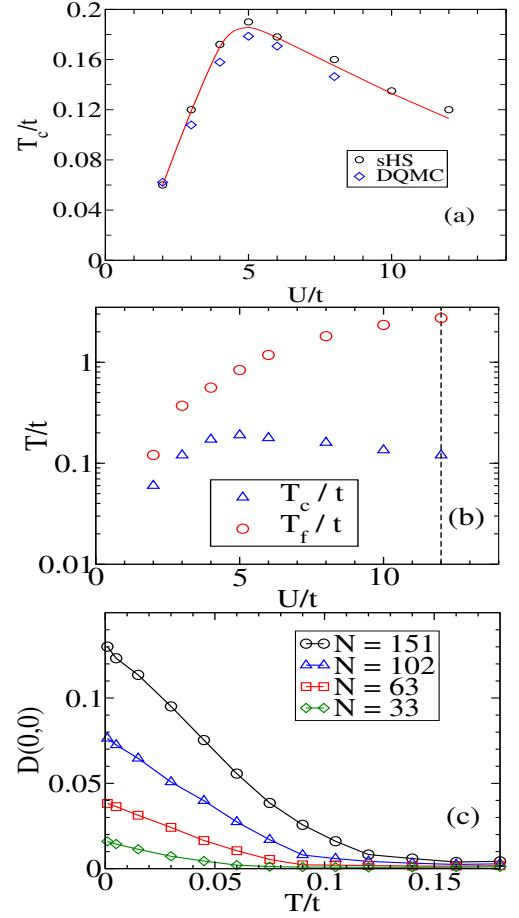 0.2
0.16
0.12
0.08
0.04
0
T_c/t
sHS
DQMC
(a)
0 5 10
U/t
1
0.1
0.01
T/t
T_c / t
T_f / t
(b)
0 5 10
U/t
0.1
0.05
0
D(0,0)
N = 151
N = 102
N = 63
N = 33
(c)
0 0.05 0.1 0.15
T/t